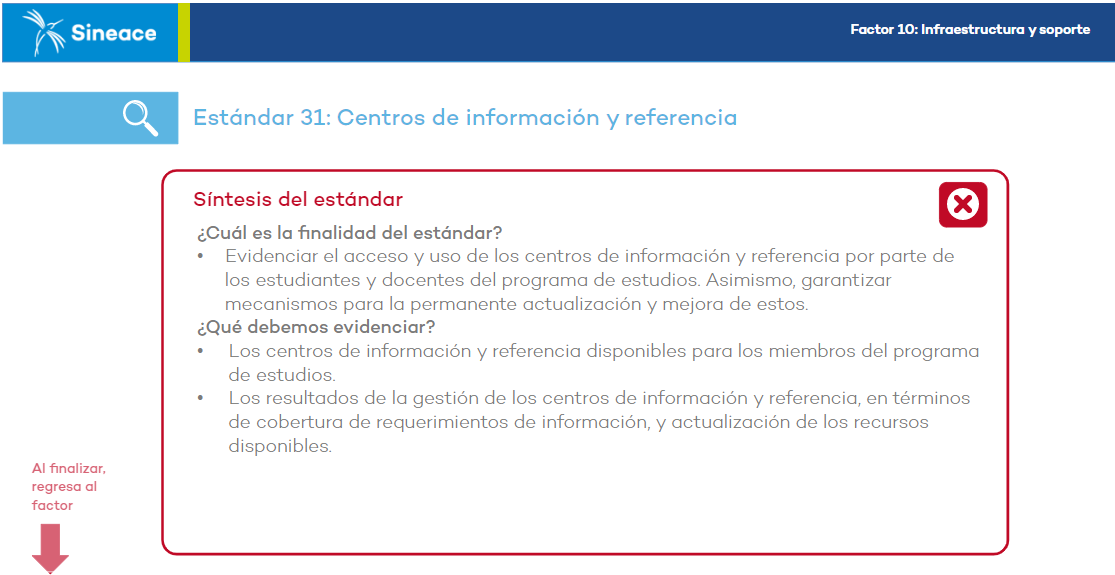 Sineace
Factor 10: Infraestructura y soporte
Estándar 31: Centros de información y referencia
Síntesis del estándar
¿Cuál es la finalidad del estándar?
• Evidenciar el acceso y uso de los centros de información y referencia por parte de
los estudiantes y docentes del programa de estudios. Asimismo, garantizar
mecanismos para la permanente actualización y mejora de estos.
¿Qué debemos evidenciar?
• Los centros de información y referencia disponibles para los miembros del programa
de estudios.
• Los resultados de la gestión de los centros de información y referencia, en términos
de cobertura de requerimientos de información, y actualización de los recursos
disponibles.
Al finalizar,
regresa al
factor